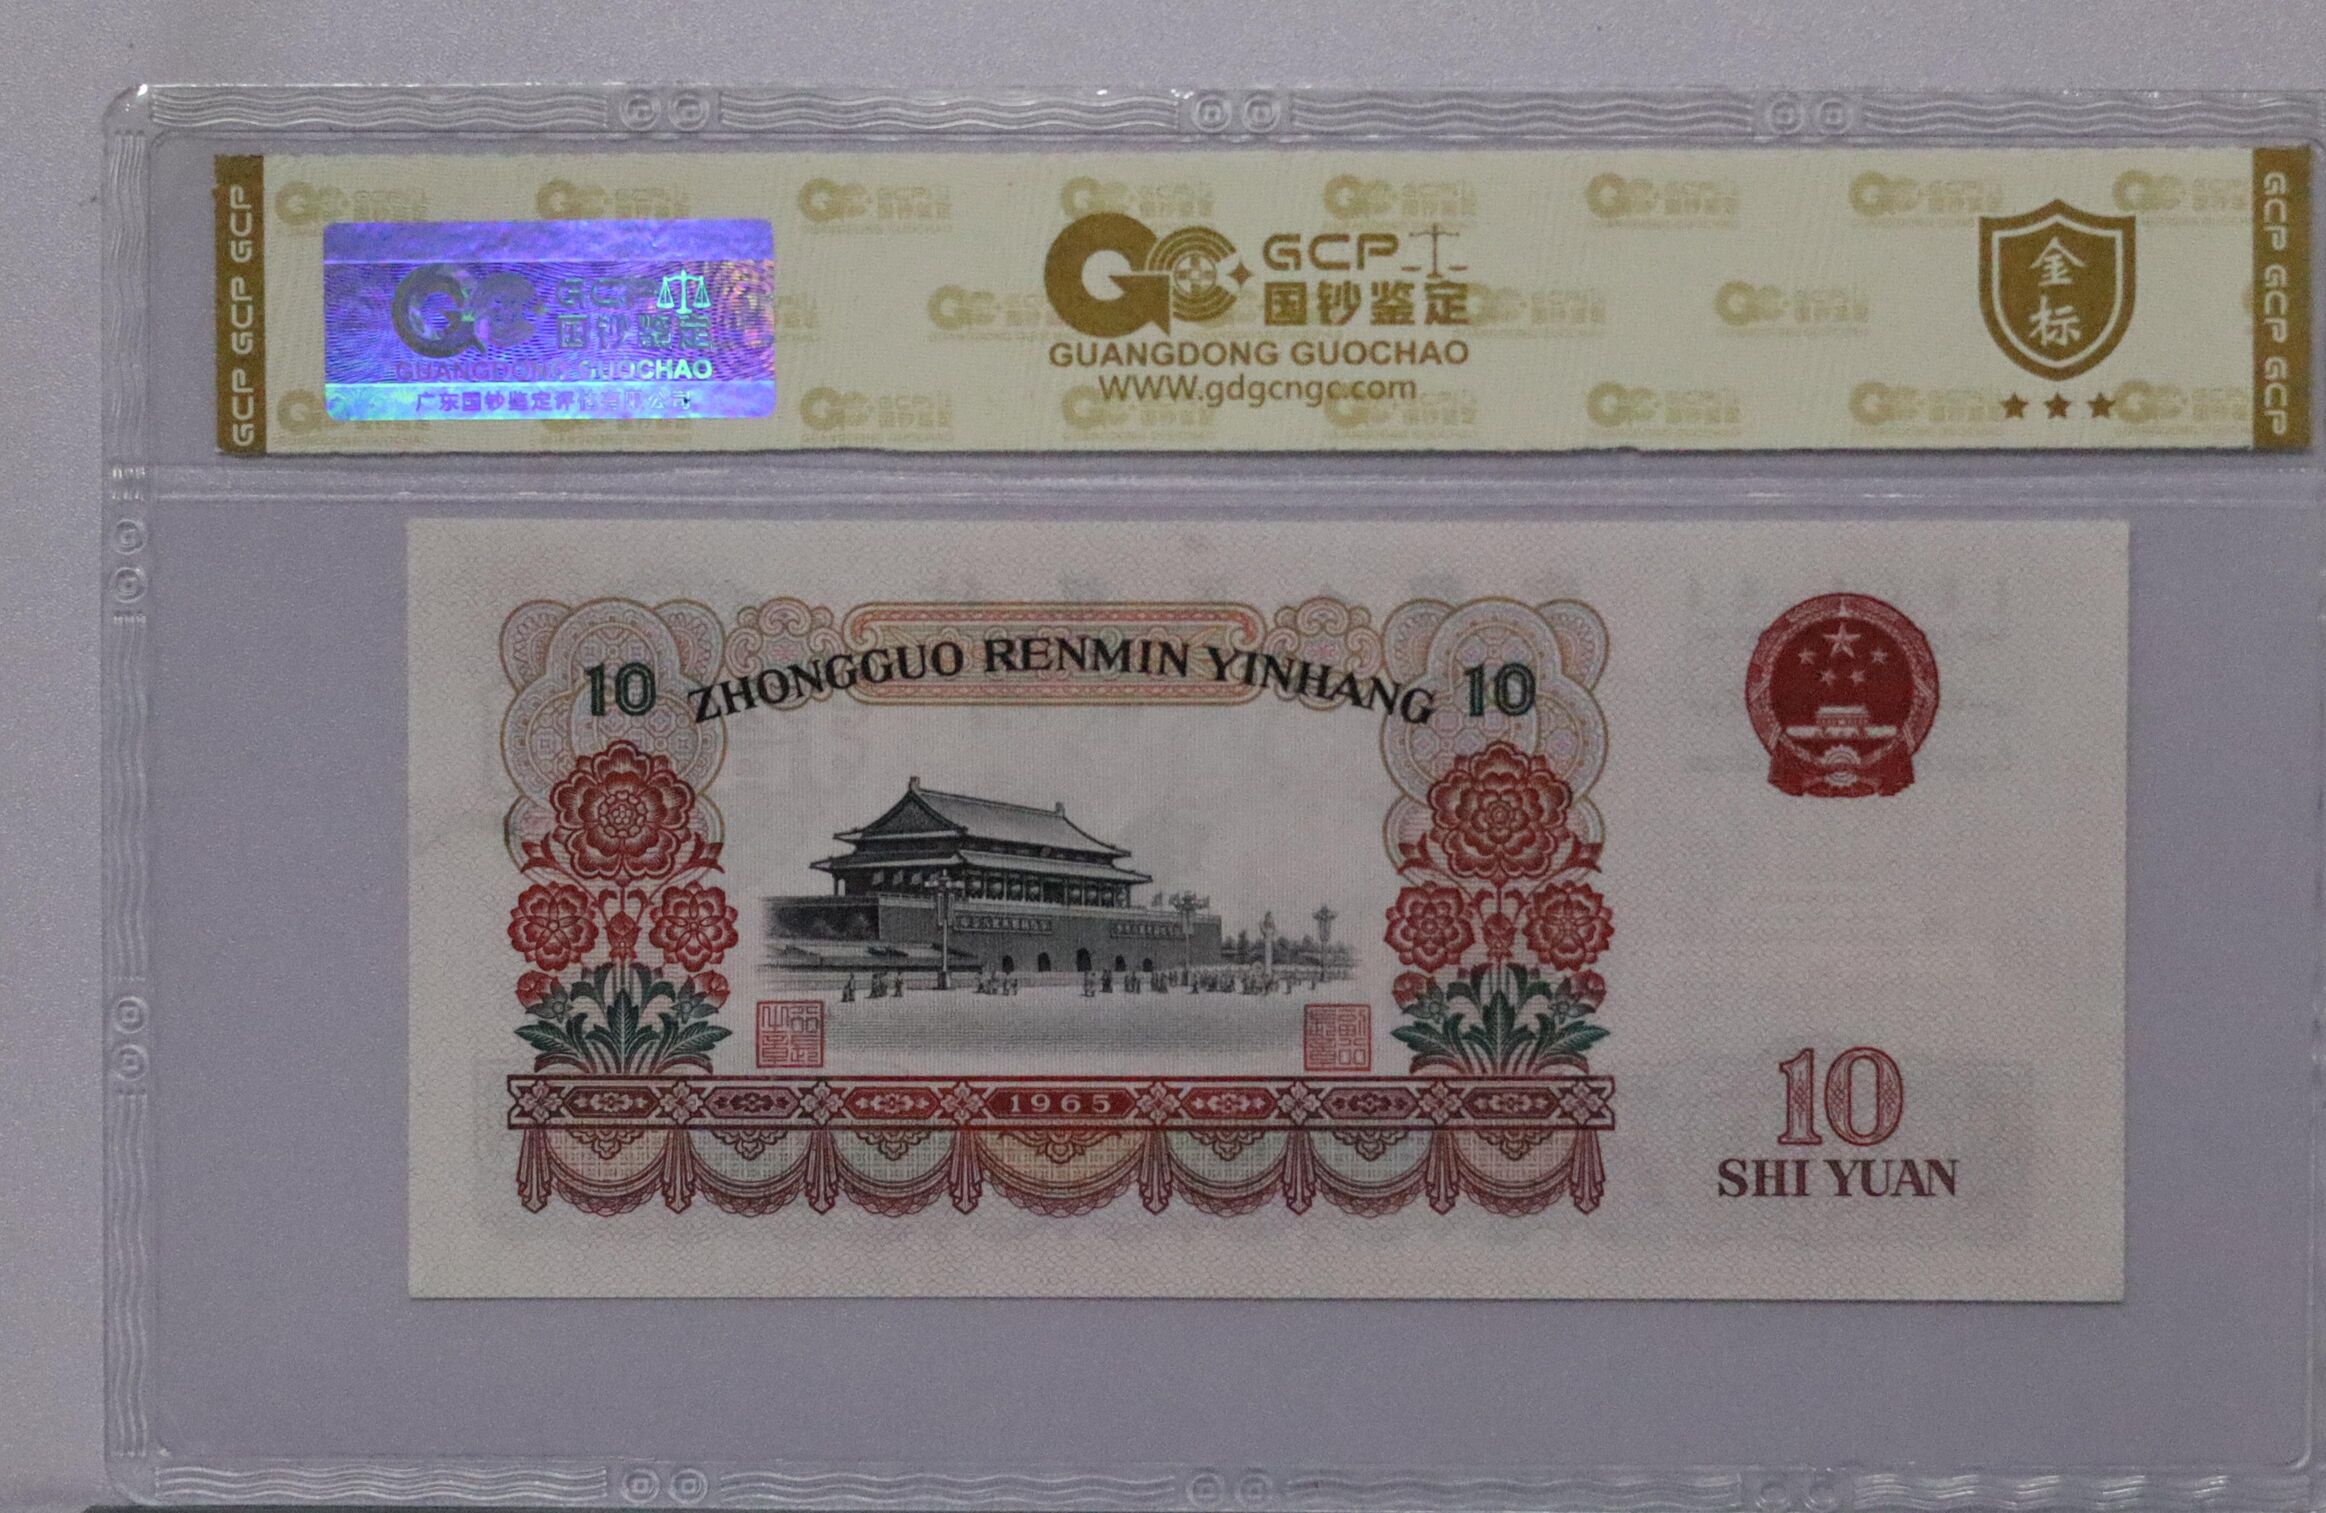 GCP GCP GCP
GCP
国钞鉴定
GUANGDONG GUOCHAO
广东国钞鉴定评估有限公司
GCP
国钞鉴定
GUANGDONG GUOCHAO
WWW.gdgcngc.com
金标
GCP GCP GCP
10 ZHONGGUO RENMIN YINHANG 10
1965
10
SHI YUAN